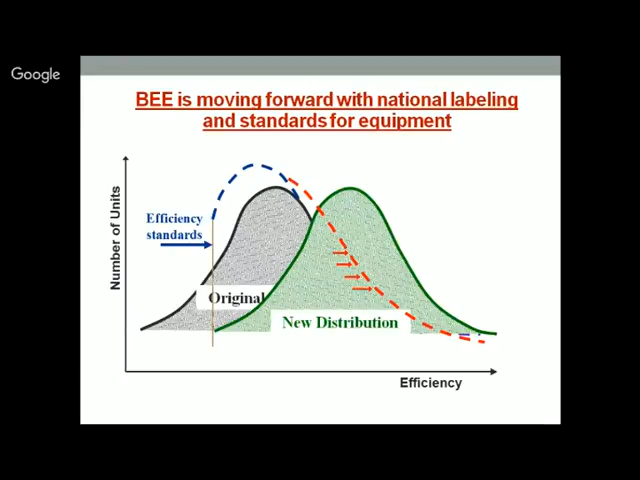 Google
BEE is moving forward with national labeling
and standards for equipment
Number of Units
Efficiency
standards
Original
New Distribution
Efficiency